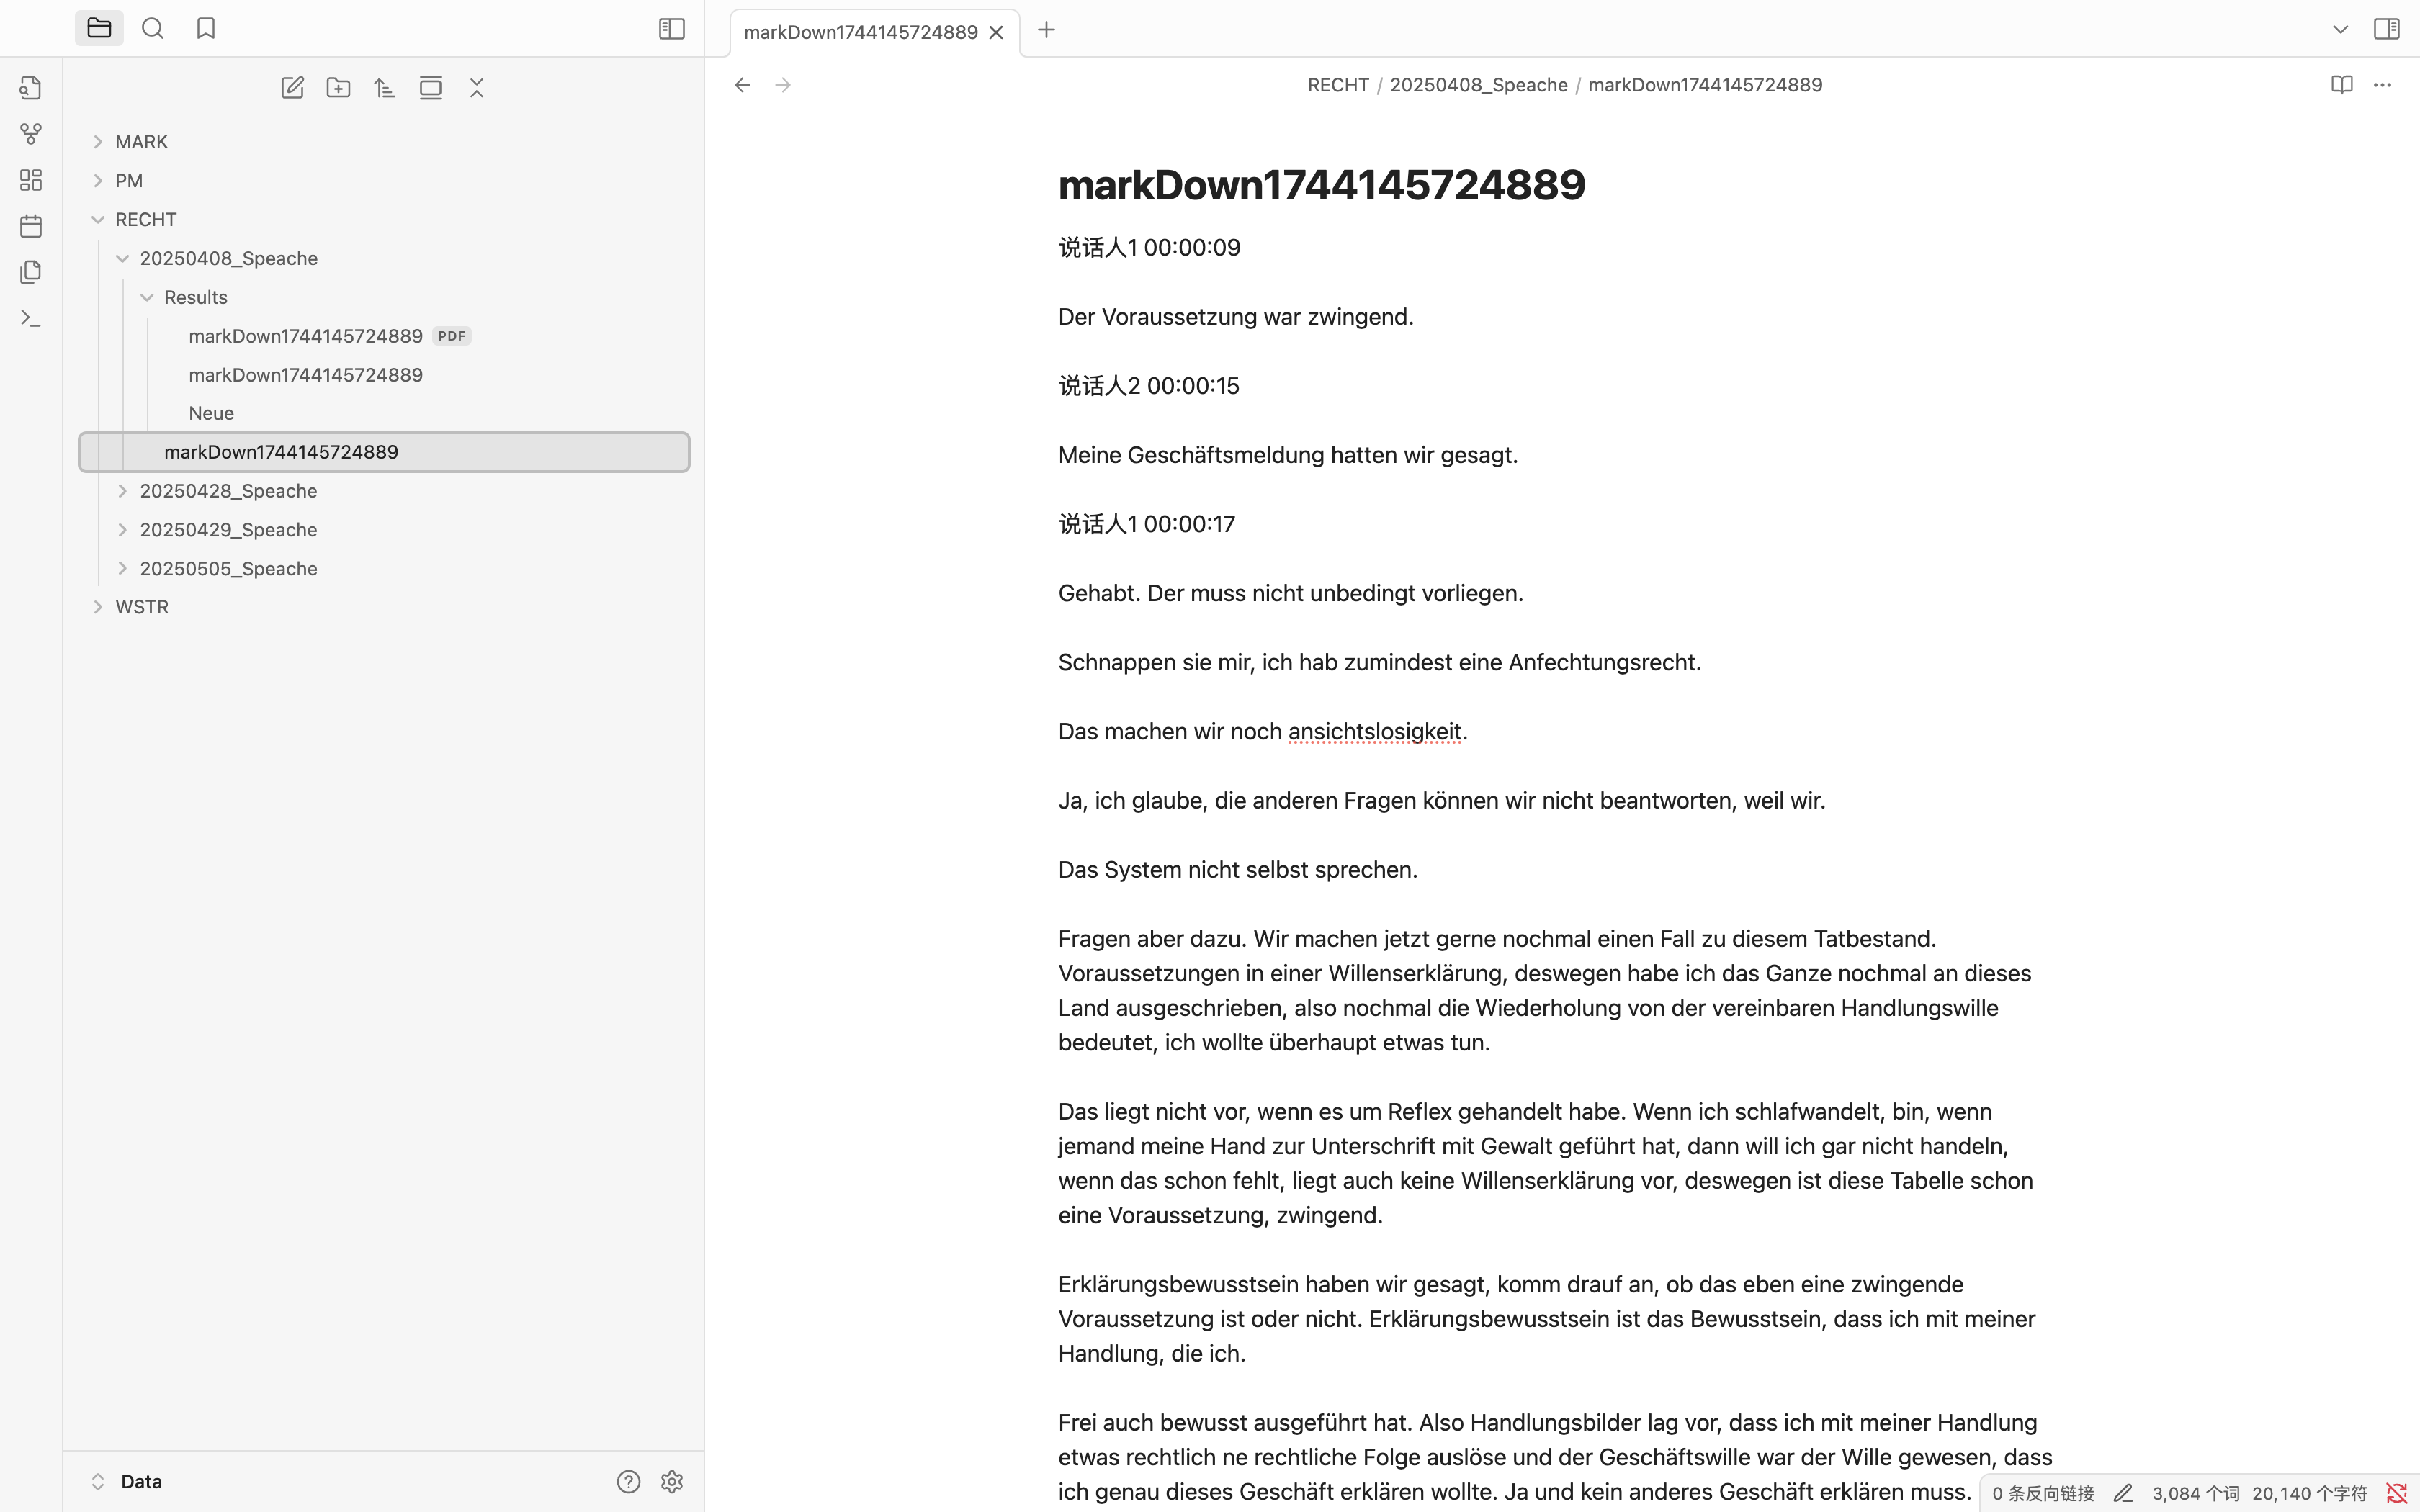 markDown1744145724889
RECHT / 20250408_Speache / markDown1744145724889
MARK
PM
RECHT
20250408_Speache
Results
markDown1744145724889 PDF
markDown1744145724889
Neue
markDown1744145724889
20250428_Speache
20250429_Speache
20250505_Speache
WSTR
Data
markDown1744145724889
说话人1 00:00:09
Der Voraussetzung war zwingend.
说话人2 00:00:15
Meine Geschäftsmeldung hatten wir gesagt.
说话人1 00:00:17
Gehabt. Der muss nicht unbedingt vorliegen.
Schnappen sie mir, ich hab zumindest eine Anfechtungsrecht.
Das machen wir noch ansichtslosigkeit.
Ja, ich glaube, die anderen Fragen können wir nicht beantworten, weil wir.
Das System nicht selbst sprechen.
Fragen aber dazu. Wir machen jetzt gerne nochmal einen Fall zu diesem Tatbestand.
Voraussetzungen in einer Willenserklärung, deswegen habe ich das Ganze nochmal an dieses
Land ausgeschrieben, also nochmal die Wiederholung von der vereinbaren Handlungswille
bedeutet, ich wollte überhaupt etwas tun.
Das liegt nicht vor, wenn es um Reflex gehandelt habe. Wenn ich schlafwandelt, bin, wenn
jemand meine Hand zur Unterschrift mit Gewalt geführt hat, dann will ich gar nicht handeln,
wenn das schon fehlt, liegt auch keine Willenserklärung vor, deswegen ist diese Tabelle schon
eine Voraussetzung, zwingend.
Erklärungsbewusstsein haben wir gesagt, komm drauf an, ob das eben eine zwingende
Voraussetzung ist oder nicht. Erklärungsbewusstsein ist das Bewusstsein, dass ich mit meiner
Handlung, die ich.
Frei auch bewusst ausgeführt hat. Also Handlungsbilder lag vor, dass ich mit meiner Handlung
etwas rechtlich ne rechtliche Folge auslöse und der Geschäftswille war der Wille gewesen, dass
ich genau dieses Geschäft erklären wollte. Ja und kein anderes Geschäft erklären muss.
0 条反向链接 3,084 个词 20,140 个字符